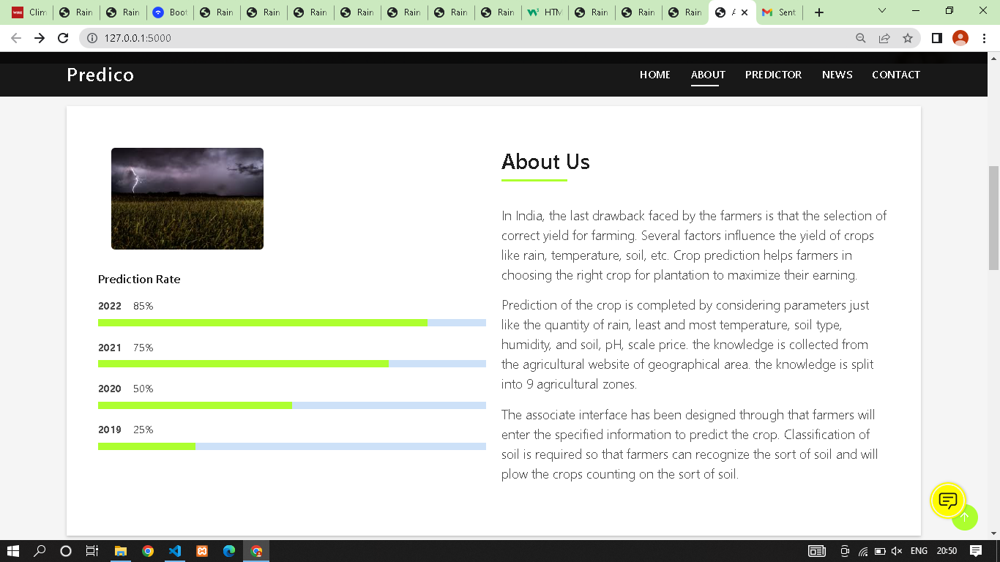 Clim
Rain
Rain
Boot
Rain
Rain
Rain
Rain
Rain
Rain
Rain
HTM
Rain
Rain
Rain
A
Sent
127.0.0.1:5000
Predico
HOME ABOUT PREDICTOR NEWS CONTACT
Prediction Rate
2022 85%
2021 75%
2020 50%
2019 25%
About Us
In India, the last drawback faced by the farmers is that the selection of
correct yield for farming. Several factors influence the yield of crops
like rain, temperature, soil, etc. Crop prediction helps farmers in
choosing the right crop for plantation to maximize their earning.
Prediction of the crop is completed by considering parameters just
like the quantity of rain, least and most temperature, soil type,
humidity, and soil, pH, scale price. the knowledge is collected from
the agricultural website of geographical area. the knowledge is split
into 9 agricultural zones.
The associate interface has been designed through that farmers will
enter the specified information to predict the crop. Classification of
soil is required so that farmers can recognize the sort of soil and will
plow the crops counting on the sort of soil.
ENG 20:50